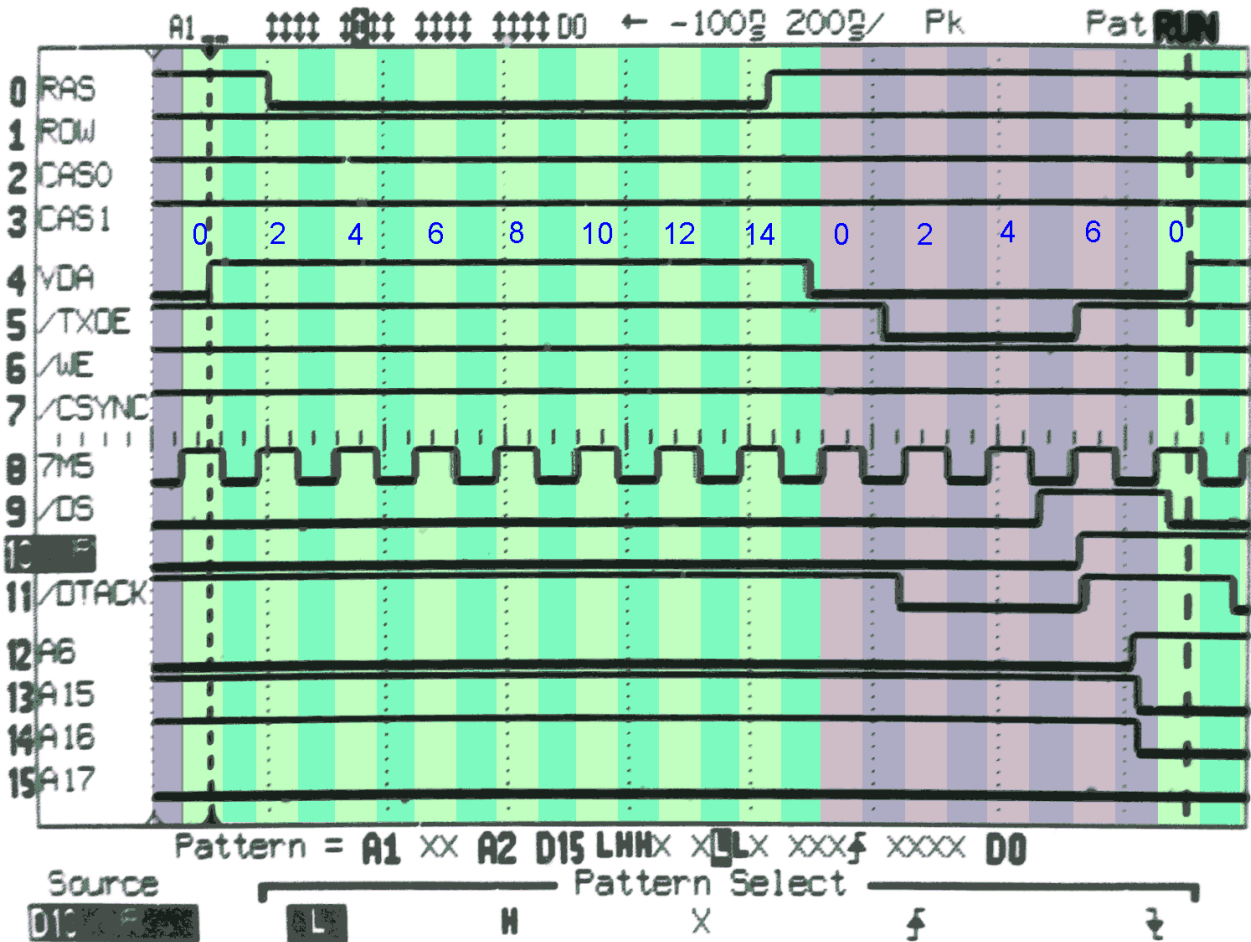 A1 D0 ← -100n 200n/ Pk Pat RUN
0 RAS
1 ROW
2 CAS0
3 CAS1
0 2 4 6 8 10 12 14 0 2 4 6 0
4 VDA
5 /TXOE
6 /WE
7 /CSYNC
8 7M5
9 /DS
10
11 /DTACK
12 A6
13 A15
14 A16
15 A17
Pattern = A1 XX A2 D15 LHHX XLLX XXX↑ XXXX D0
Source Pattern Select
D10 L H X